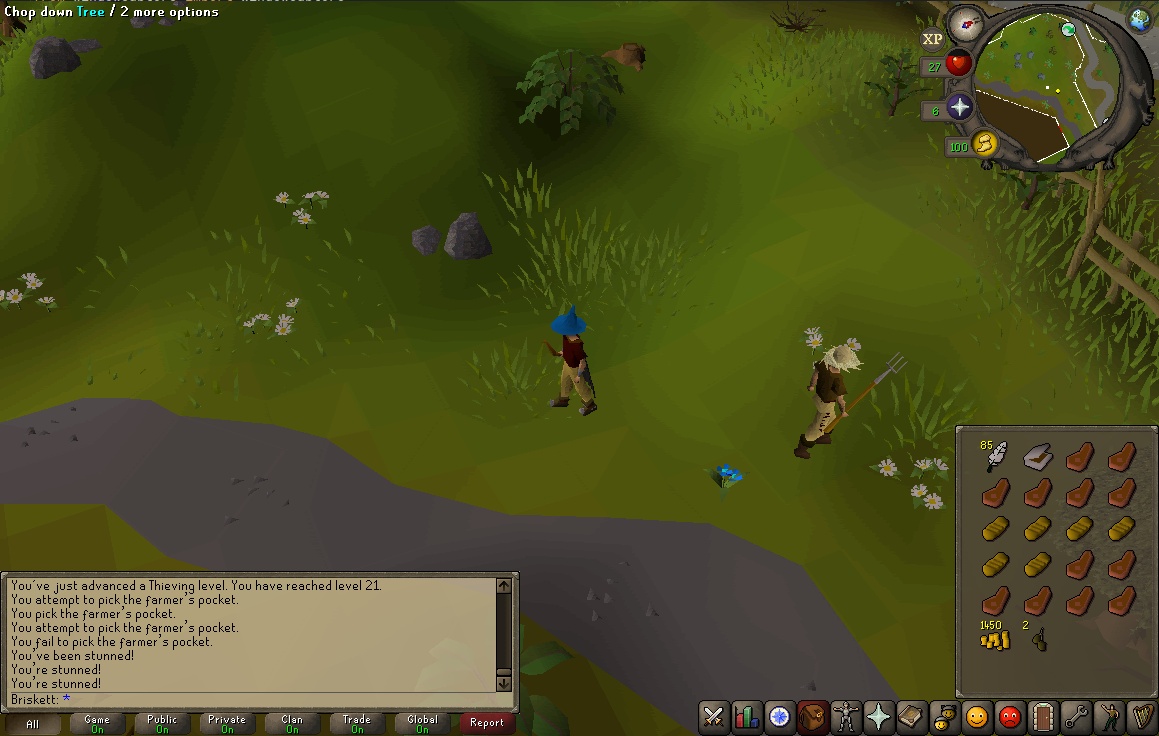 Chop down Tree / 2 more options
XP
27
6
100
85
1450
2
You've just advanced a Thieving level. You have reached level 21.
You attempt to pick the farmer's pocket.
You pick the farmer's pocket.
You attempt to pick the farmer's pocket.
You fail to pick the farmer's pocket.
You've been stunned!
You're stunned!
You're stunned!
Briskett: *
All
Game
On
Public
On
Private
On
Clan
On
Trade
On
Global
On
Report